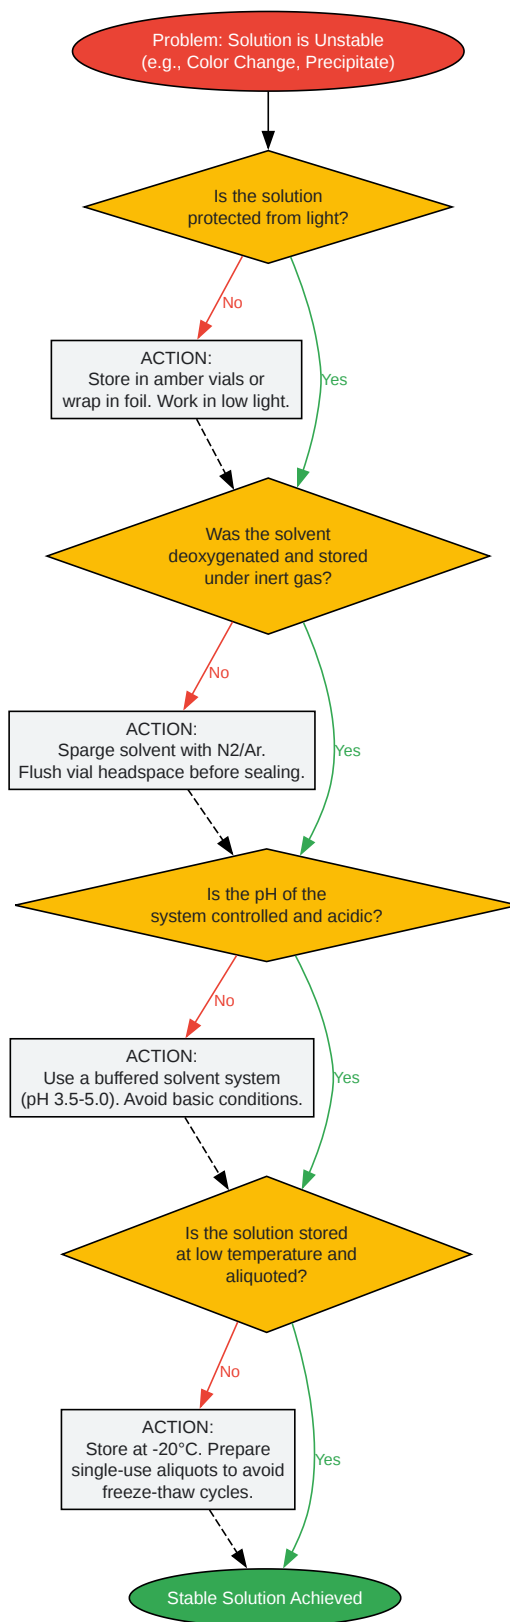 Problem: Solution is Unstable
(e.g., Color Change, Precipitate)
Is the solution
protected from light?
No
Yes
ACTION:
Store in amber vials or
wrap in foil. Work in low light.
Was the solvent
deoxygenated and stored
under inert gas?
No
Yes
ACTION:
Sparge solvent with N2/Ar.
Flush vial headspace before sealing.
Is the pH of the
system controlled and acidic?
No
Yes
ACTION:
Use a buffered solvent system
(pH 3.5-5.0). Avoid basic conditions.
Is the solution stored
at low temperature and
aliquoted?
No
Yes
ACTION:
Store at -20°C. Prepare
single-use aliquots to avoid
freeze-thaw cycles.
Stable Solution Achieved